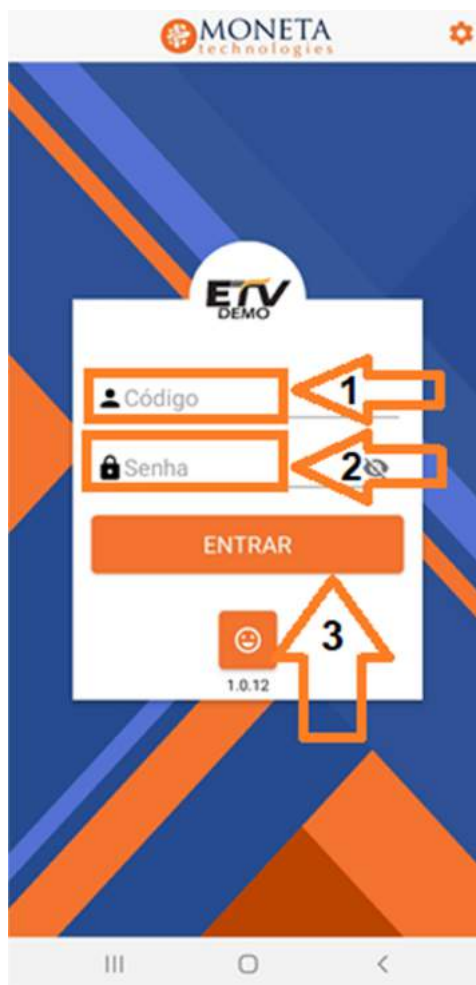 MONETA
technologies
ETV
DEMO
Código
1
Senha
2
ENTRAR
3
1.0.12